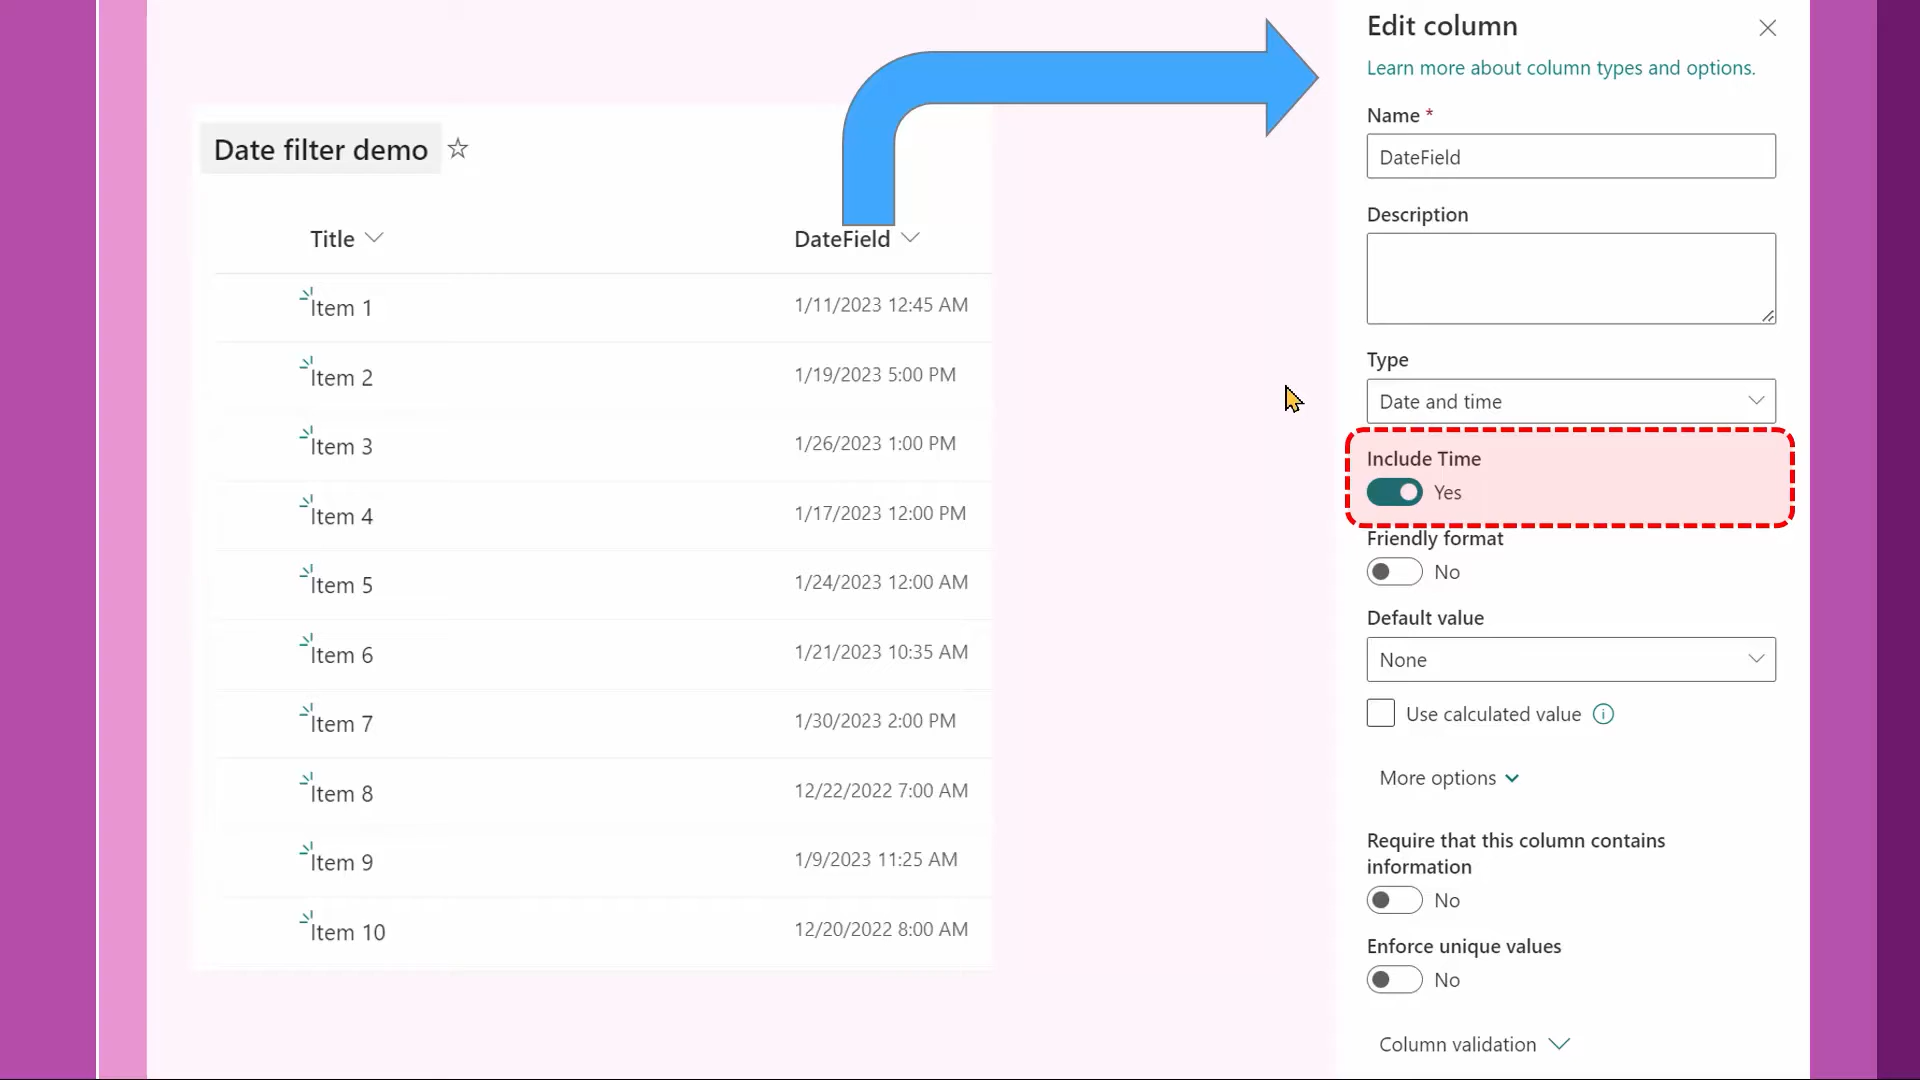 Date filter demo
Title
DateField
Item 1
1/11/2023 12:45 AM
Item 2
1/19/2023 5:00 PM
Item 3
1/26/2023 1:00 PM
Item 4
1/17/2023 12:00 PM
Item 5
1/24/2023 12:00 AM
Item 6
1/21/2023 10:35 AM
Item 7
1/30/2023 2:00 PM
Item 8
12/22/2022 7:00 AM
Item 9
1/9/2023 11:25 AM
Item 10
12/20/2022 8:00 AM
Edit column
Learn more about column types and options.
Name *
DateField
Description
Type
Date and time
Include Time
Yes
Friendly format
No
Default value
None
Use calculated value
More options
Require that this column contains
information
No
Enforce unique values
No
Column validation